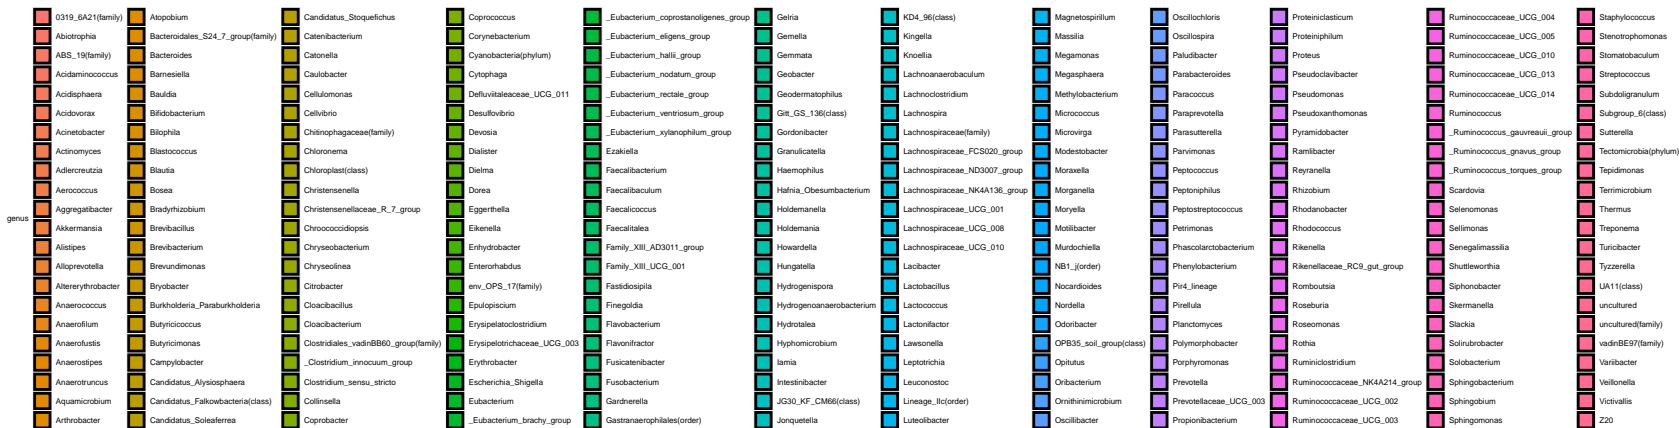 genus
0319_6A21(family)
Abiotrophia
ABS_19(family)
Acidaminococcus
Acidisphaera
Acidovorax
Acinetobacter
Actinomyces
Adlercreutzia
Aerococcus
Aggregatibacter
Akkermansia
Alistipes
Alloprevotella
Altererythrobacter
Anaerococcus
Anaerofilum
Anaerofustis
Anaerostipes
Anaerotruncus
Aquamicrobium
Arthrobacter
Atopobium
Bacteroidales_S24_7_group(family)
Bacteroides
Barnesiella
Bauldia
Bifidobacterium
Bilophila
Blastococcus
Blautia
Bosea
Bradyrhizobium
Brevibacillus
Brevibacterium
Brevundimonas
Bryobacter
Burkholderia_Paraburkholderia
Butyricicoccus
Butyricimonas
Campylobacter
Candidatus_Alysiosphaera
Candidatus_Falkowbacteria(class)
Candidatus_Soleaferrea
Candidatus_Stoquefichus
Catenibacterium
Catonella
Caulobacter
Cellulomonas
Cellvibrio
Chitinophagaceae(family)
Chloronema
Chloroplast(class)
Christensenella
Christensenellaceae_R_7_group
Chroococcidiopsis
Chryseobacterium
Chryseolinea
Citrobacter
Cloacibacillus
Cloacibacterium
Clostridiales_vadinBB60_group(family)
_Clostridium_innocuum_group
Clostridium_sensu_stricto
Collinsella
Coprobacter
Coprococcus
Corynebacterium
Cyanobacteria(phylum)
Cytophaga
Defluviitaleaceae_UCG_011
Desulfovibrio
Devosia
Dialister
Dielma
Dorea
Eggerthella
Eikenella
Enhydrobacter
Enterorhabdus
env_OPS_17(family)
Epulopiscium
Erysipelatoclostridium
Erysipelotrichaceae_UCG_003
Erythrobacter
Escherichia_Shigella
Eubacterium
_Eubacterium_brachy_group
_Eubacterium_coprostanoligenes_group
_Eubacterium_eligens_group
_Eubacterium_hallii_group
_Eubacterium_nodatum_group
_Eubacterium_rectale_group
_Eubacterium_ventriosum_group
_Eubacterium_xylanophilum_group
Ezakiella
Faecalibacterium
Faecalibaculum
Faecalicoccus
Faecalitalea
Family_XIII_AD3011_group
Family_XIII_UCG_001
Fastidiosipila
Finegoldia
Flavobacterium
Flavonifractor
Fusicatenibacter
Fusobacterium
Gardnerella
Gastranaerophilales(order)
Gelria
Gemella
Gemmata
Geobacter
Geodermatophilus
Gitt_GS_136(class)
Gordonibacter
Granulicatella
Haemophilus
Hafnia_Obesumbacterium
Holdemanella
Holdemania
Howardella
Hungatella
Hydrogenispora
Hydrogenoanaerobacterium
Hydrotalea
Hyphomicrobium
Iamia
Intestinibacter
JG30_KF_CM66(class)
Jonquetella
KD4_96(class)
Kingella
Knoellia
Lachnoanaerobaculum
Lachnoclostridium
Lachnospira
Lachnospiraceae(family)
Lachnospiraceae_FCS020_group
Lachnospiraceae_ND3007_group
Lachnospiraceae_NK4A136_group
Lachnospiraceae_UCG_001
Lachnospiraceae_UCG_008
Lachnospiraceae_UCG_010
Lacibacter
Lactobacillus
Lactococcus
Lactonifactor
Lawsonella
Leptotrichia
Leuconostoc
Lineage_IIc(order)
Luteolibacter
Magnetospirillum
Massilia
Megamonas
Megasphaera
Methylobacterium
Micrococcus
Microvirga
Modestobacter
Moraxella
Morganella
Moryella
Motilibacter
Murdochiella
NB1_j(order)
Nocardioides
Nordella
Odoribacter
OPB35_soil_group(class)
Opitutus
Oribacterium
Ornithinimicrobium
Oscillibacter
Oscillochloris
Oscillospira
Paludibacter
Parabacteroides
Paracoccus
Paraprevotella
Parasutterella
Parvimonas
Peptococcus
Peptoniphilus
Peptostreptococcus
Petrimonas
Phascolarctobacterium
Phenylobacterium
Pir4_lineage
Pirellula
Planctomyces
Polymorphobacter
Porphyromonas
Prevotella
Prevotellaceae_UCG_003
Propionibacterium
Proteiniclasticum
Proteiniphilum
Proteus
Pseudoclavibacter
Pseudomonas
Pseudoxanthomonas
Pyramidobacter
Ramlibacter
Reyranella
Rhizobium
Rhodanobacter
Rhodococcus
Rikenella
Rikenellaceae_RC9_gut_group
Romboutsia
Roseburia
Roseomonas
Rothia
Ruminiclostridium
Ruminococcaceae_NK4A214_group
Ruminococcaceae_UCG_002
Ruminococcaceae_UCG_003
Ruminococcaceae_UCG_004
Ruminococcaceae_UCG_005
Ruminococcaceae_UCG_010
Ruminococcaceae_UCG_013
Ruminococcaceae_UCG_014
Ruminococcus
_Ruminococcus_gauvreauii_group
_Ruminococcus_gnavus_group
_Ruminococcus_torques_group
Scardovia
Selenomonas
Sellimonas
Senegalimassilia
Shuttleworthia
Siphonobacter
Skermanella
Slackia
Solirubrobacter
Solobacterium
Sphingobacterium
Sphingobium
Sphingomonas
Staphylococcus
Stenotrophomonas
Stomatobaculum
Streptococcus
Subdoligranulum
Subgroup_6(class)
Sutterella
Tectomicrobia(phylum)
Tepidimonas
Terrimicrobium
Thermus
Treponema
Turicibacter
Tyzzerella
UA11(class)
uncultured
uncultured(family)
vadinBE97(family)
Variibacter
Veillonella
Victivallis
Z20